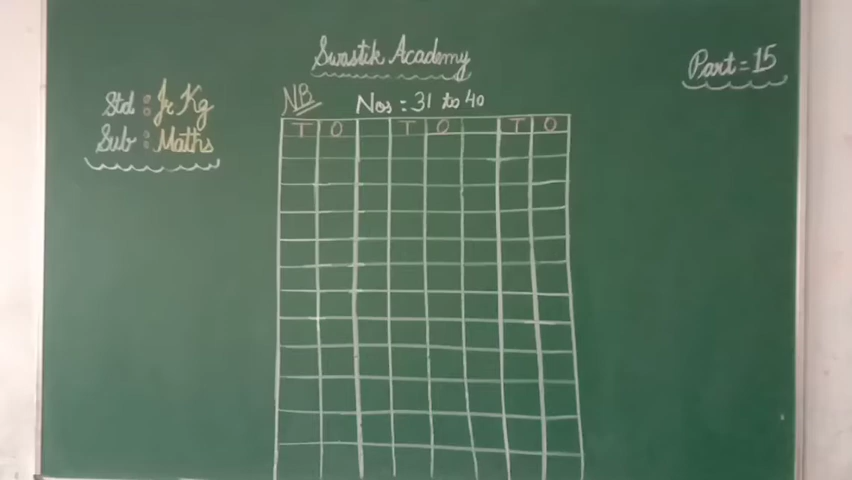 Swastik Academy
Part = 15
Std : Jr Kg
Sub : Maths
NB
Nos : 31 to 40
T O T O T O